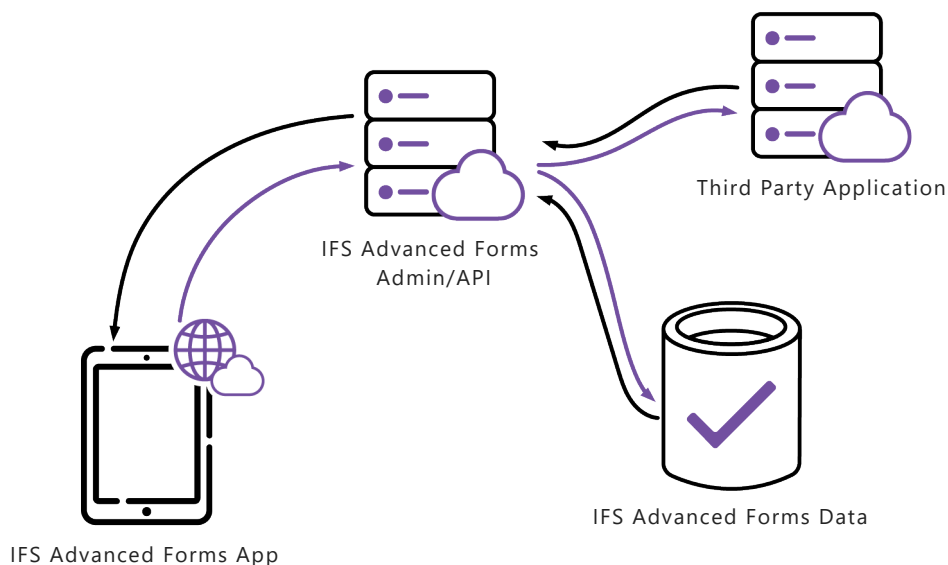 Third Party Application
IFS Advanced Forms
Admin/API
IFS Advanced Forms Data
IFS Advanced Forms App